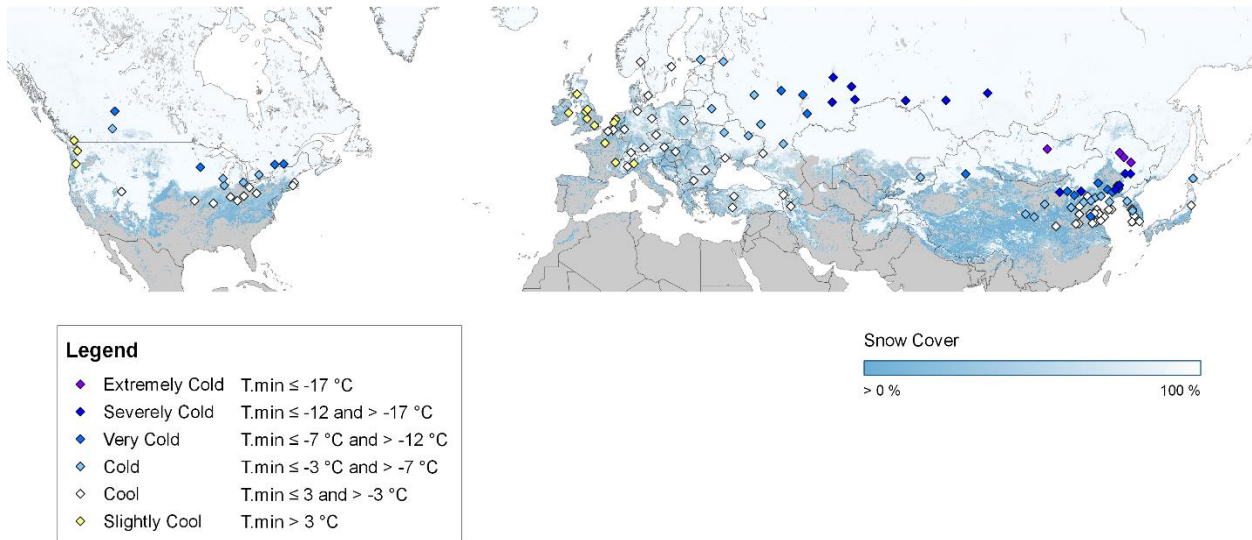 Legend
Extremely Cold T.min ≤ -17 °C
Severely Cold T.min ≤ -12 and > -17 °C
Very Cold T.min ≤ -7 °C and > -12 °C
Cold T.min ≤ -3 °C and > -7 °C
Cool T.min ≤ 3 and > -3 °C
Slightly Cool T.min > 3 °C
Snow Cover
> 0 % 100 %